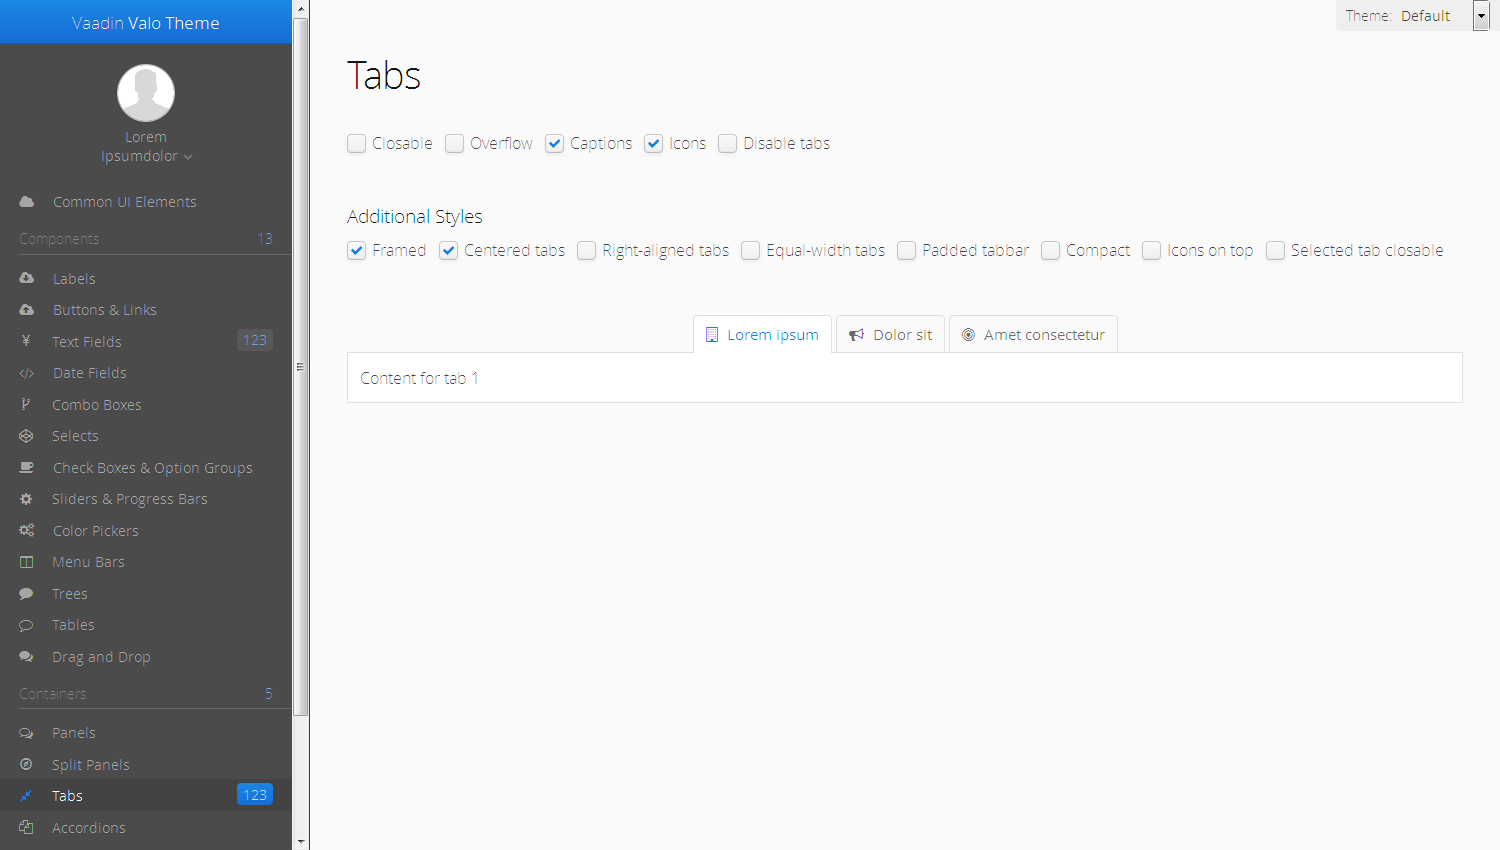 Vaadin Valo Theme
Lorem
Ipsumdolor
Common UI Elements
Components 13
Labels
Buttons & Links
Text Fields 123
Date Fields
Combo Boxes
Selects
Check Boxes & Option Groups
Sliders & Progress Bars
Color Pickers
Menu Bars
Trees
Tables
Drag and Drop
Containers 5
Panels
Split Panels
Tabs 123
Accordions
Theme: Default
Tabs
Closable Overflow Captions Icons Disable tabs
Additional Styles
Framed Centered tabs Right-aligned tabs Equal-width tabs Padded tabbar Compact Icons on top Selected tab closable
Lorem ipsum Dolor sit Amet consectetur
Content for tab 1